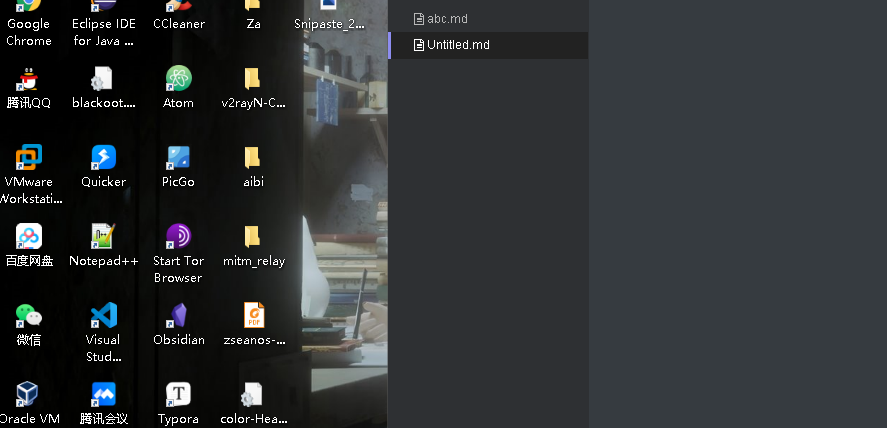 Google
Chrome
Eclipse IDE
for Java ...
CCleaner
Za
Snipaste_2...
腾讯QQ
blackoot....
Atom
v2rayN-C...
VMware
Workstati...
Quicker
PicGo
aibi
百度网盘
Notepad++
Start Tor
Browser
mitm_relay
微信
Visual
Stud...
Obsidian
PDF
zseanos-...
Oracle VM
腾讯会议
T
Typora
color-Hea...
abc.md
Untitled.md